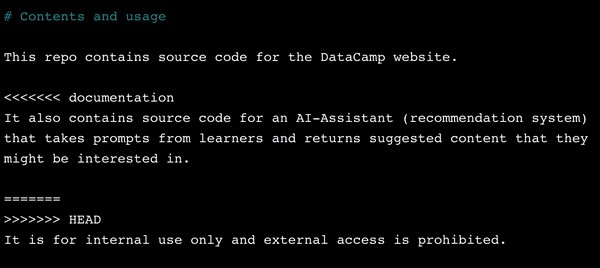 # Contents and usage
This repo contains source code for the DataCamp website.
<<<<<<< documentation
It also contains source code for an AI-Assistant (recommendation system)
that takes prompts from learners and returns suggested content that they
might be interested in.
=======
>>>>>>> HEAD
It is for internal use only and external access is prohibited.